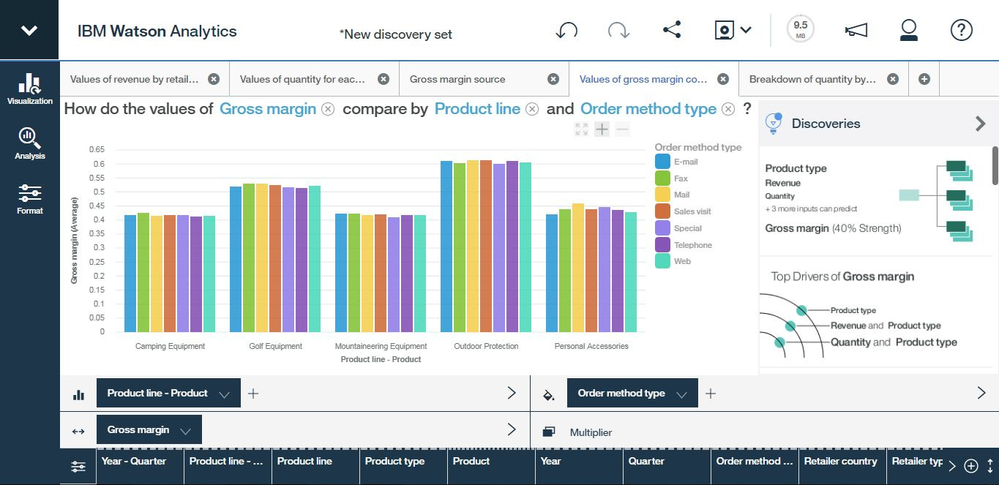 IBM Watson Analytics
*New discovery set
9.5
MB
?
Visualization
Analysis
Format
Values of revenue by retail...
Values of quantity for eac...
Gross margin source
Values of gross margin co...
Breakdown of quantity by...
How do the values of Gross margin compare by Product line and Order method type ?
0.65
0.6
0.55
0.5
0.45
0.4
0.35
0.3
0.25
0.2
0.15
0.1
0.05
0
Gross margin (Average)
Camping Equipment
Golf Equipment
Mountaineering Equipment
Outdoor Protection
Personal Accessories
Product line - Product
Order method type
E-mail
Fax
Mail
Sales visit
Special
Telephone
Web
Discoveries
Product type
Revenue
Quantity
+ 3 more inputs can predict
Gross margin (40% Strength)
Top Drivers of Gross margin
Product type
Revenue and Product type
Quantity and Product type
Product line - Product
Order method type
Gross margin
Multiplier
Year - Quarter
Product line - ...
Product line
Product type
Product
Year
Quarter
Order method ...
Retailer country
Retailer typ